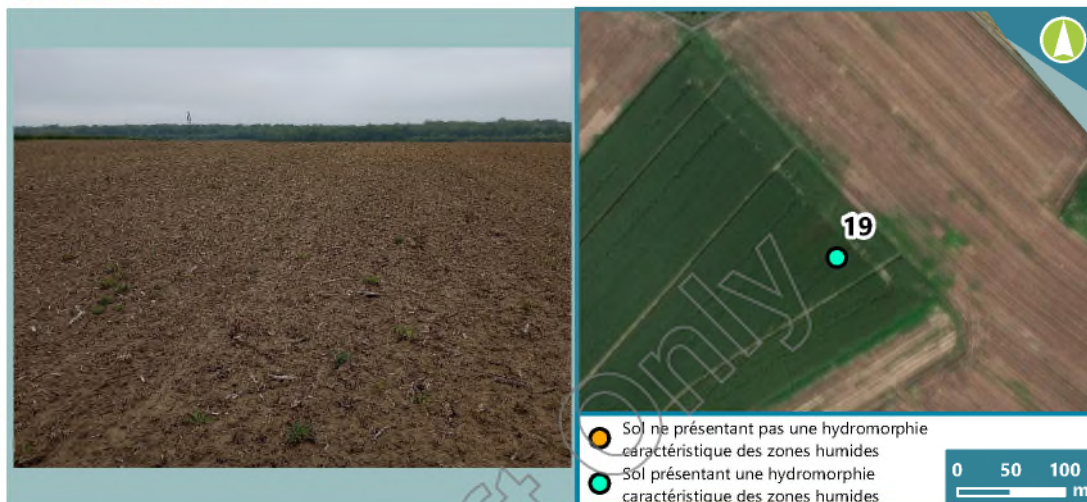 19
Sol ne présentant pas une hydromorphie
caractéristique des zones humides
Sol présentant une hydromorphie
caractéristique des zones humides
0 50 100
m
Only